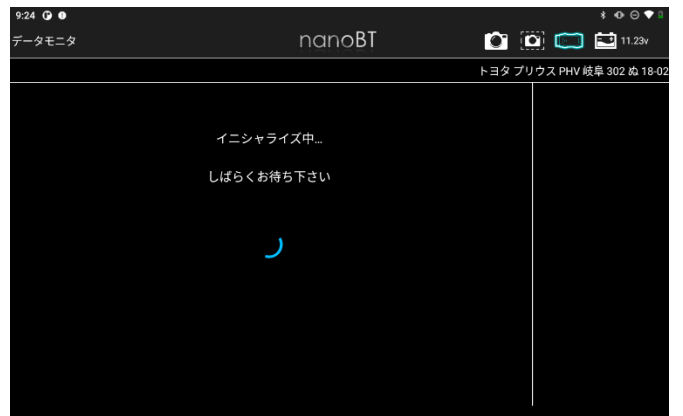 9:24
データモニタ
nanoBT
11.23v
トヨタ プリウス PHV 岐阜 302 ぬ 18-02
イニシャライズ中...
しばらくお待ち下さい